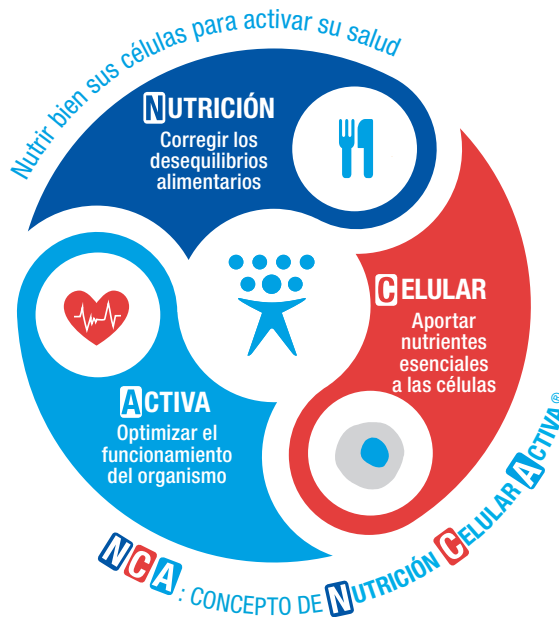 Nutrir bien sus células para activar su salud
NUTRICIÓN
Corregir los
desequilibrios
alimentarios
CELULAR
Aportar
nutrientes
esenciales
a las células
ACTIVA
Optimizar el
funcionamiento
del organismo
NCA : CONCEPTO DE NUTRICIÓN CELULAR ACTIVA®